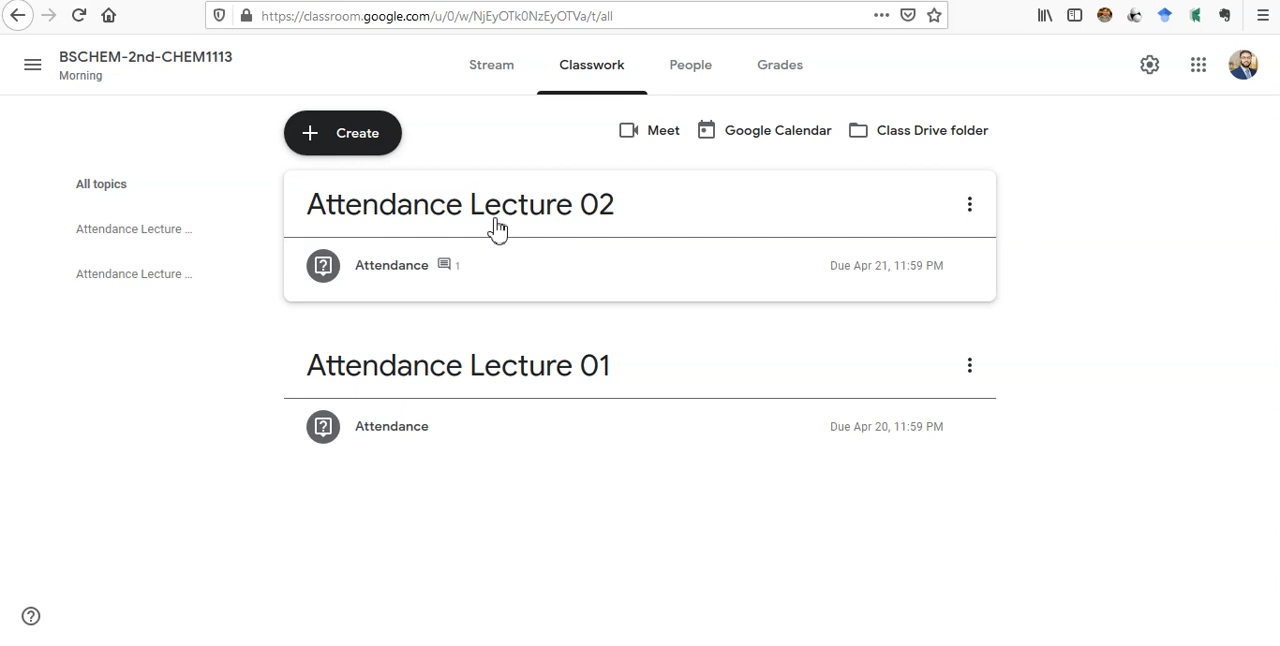 https://classroom.google.com/u/0/w/NjEyOTk0NzEyOTVa/t/all
BSCHEM-2nd-CHEM1113
Morning
Stream
Classwork
People
Grades
Create
Meet
Google Calendar
Class Drive folder
All topics
Attendance Lecture ...
Attendance Lecture ...
Attendance Lecture 02
Attendance
1
Due Apr 21, 11:59 PM
Attendance Lecture 01
Attendance
Due Apr 20, 11:59 PM